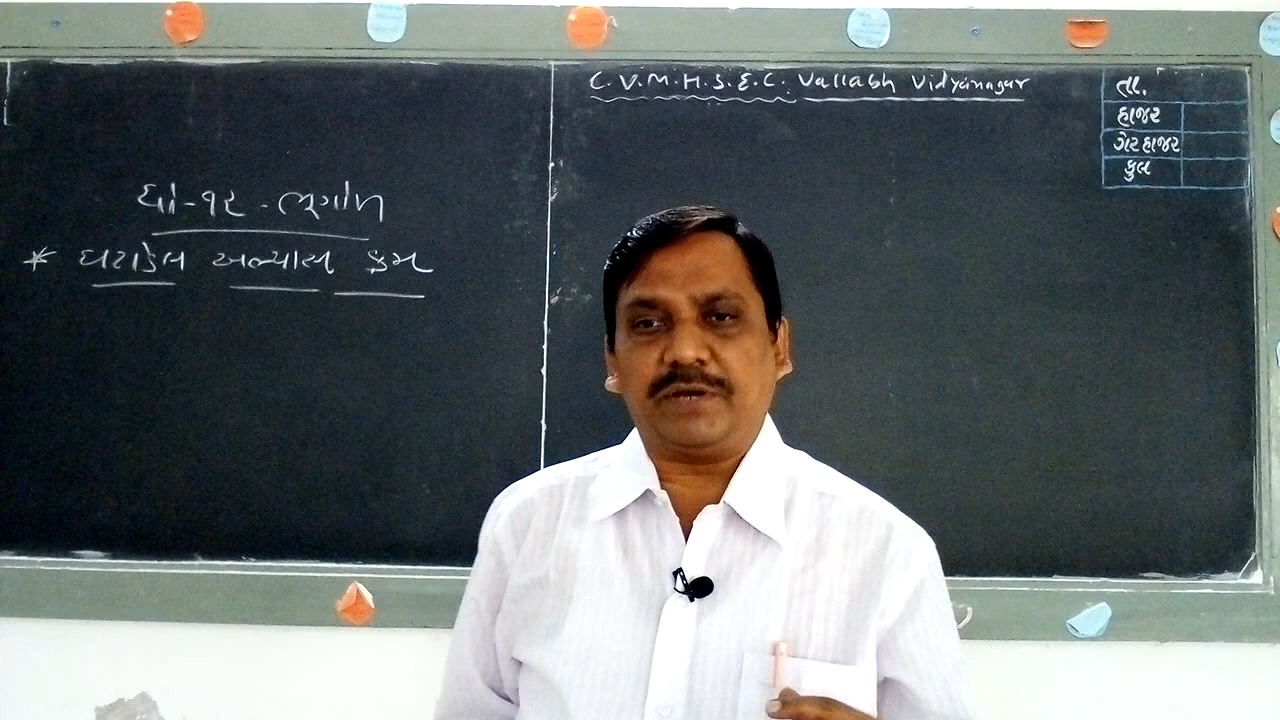 ધો-૧૨ - ભૂગોળ
* ઘટાડેલ અભ્યાસ ક્રમ
C.V.M.H.S.E.C. Vallabh Vidyanagar
તા.
હાજર
ગેરહાજર
કુલ